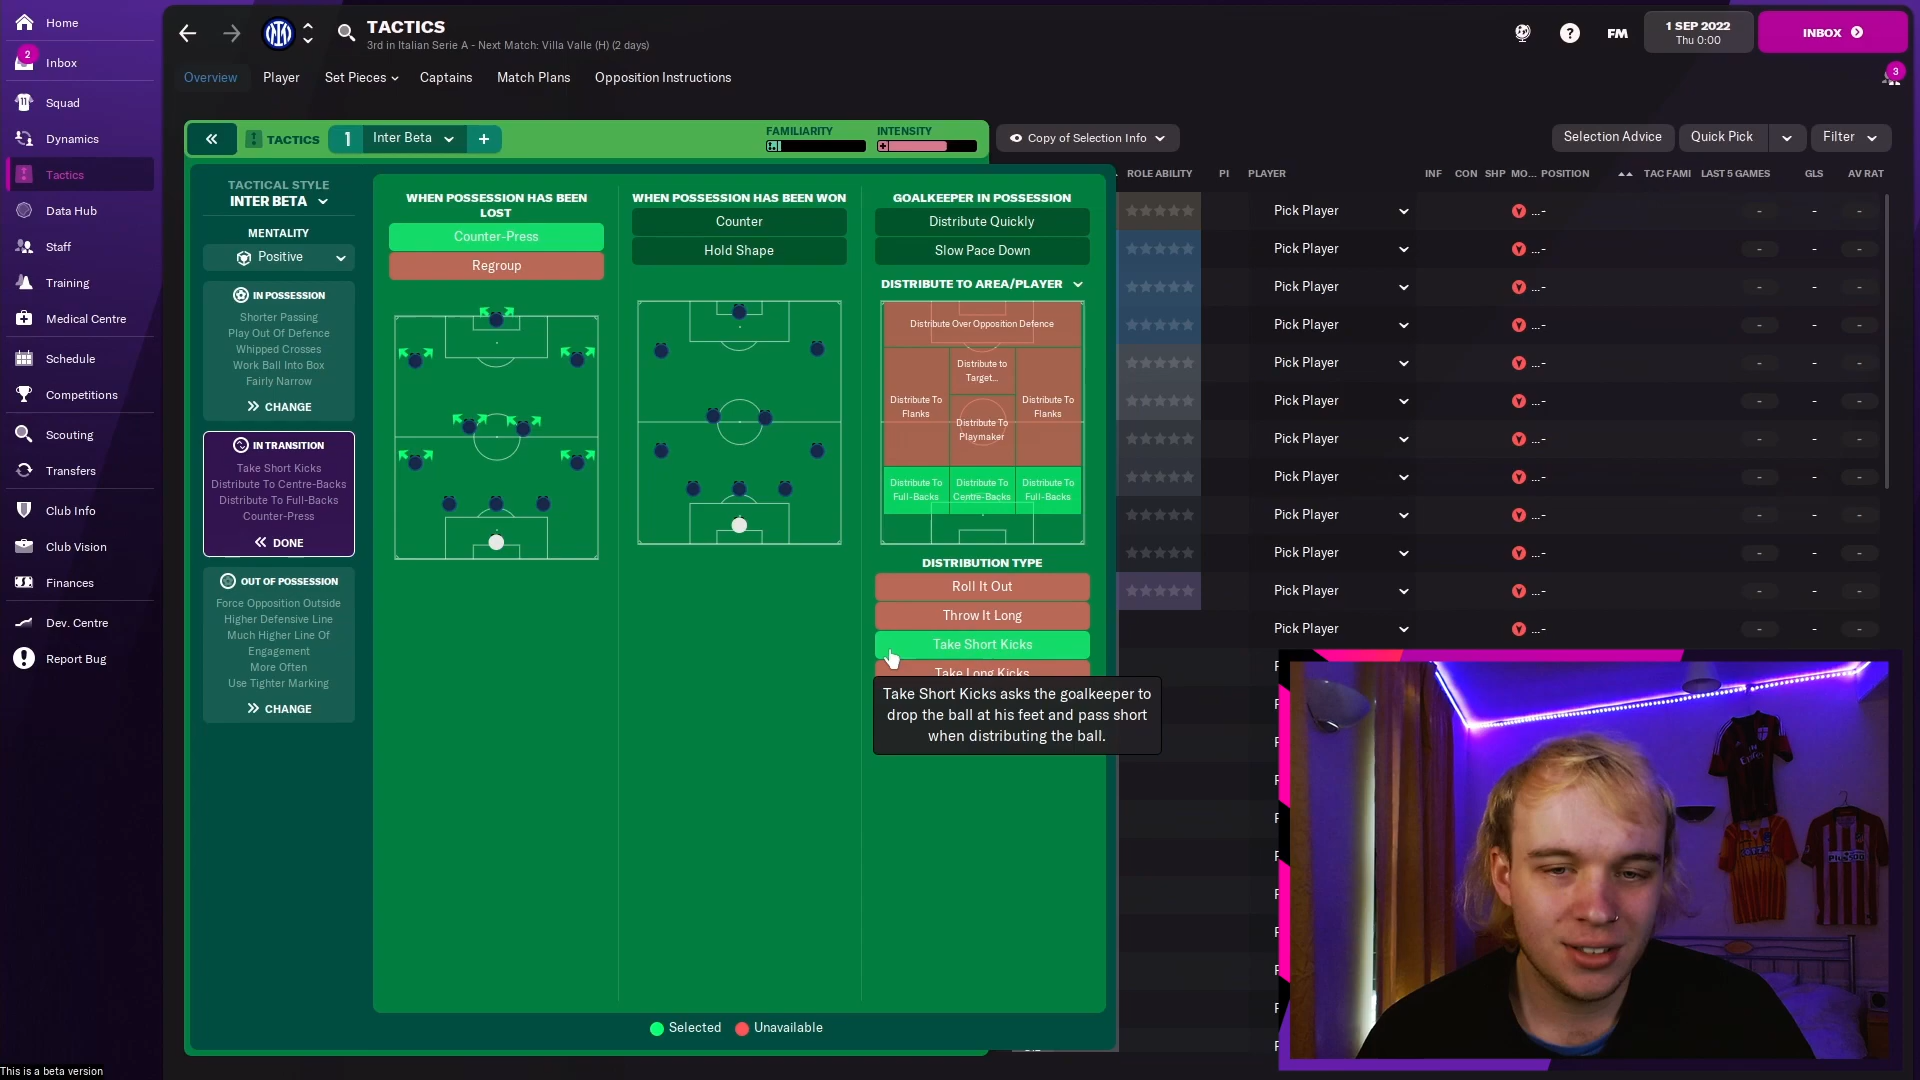 Home
2
Inbox
Squad
Dynamics
Tactics
Data Hub
Staff
Training
Medical Centre
Schedule
Competitions
Scouting
Transfers
Club Info
Club Vision
Finances
Dev. Centre
Report Bug
This is a beta version
TACTICS
3rd in Italian Serie A - Next Match: Villa Valle (H) (2 days)
FM
1 SEP 2022
Thu 0:00
INBOX
3
Overview
Player
Set Pieces
Captains
Match Plans
Opposition Instructions
TACTICS
1
Inter Beta
+
FAMILIARITY
INTENSITY
Copy of Selection Info
Selection Advice
Quick Pick
Filter
TACTICAL STYLE
INTER BETA
MENTALITY
Positive
IN POSSESSION
Shorter Passing
Play Out Of Defence
Whipped Crosses
Work Ball Into Box
Fairly Narrow
CHANGE
IN TRANSITION
Take Short Kicks
Distribute To Centre-Backs
Distribute To Full-Backs
Counter-Press
DONE
OUT OF POSSESSION
Force Opposition Outside
Higher Defensive Line
Much Higher Line Of
Engagement
More Often
Use Tighter Marking
CHANGE
WHEN POSSESSION HAS BEEN
LOST
Counter-Press
Regroup
WHEN POSSESSION HAS BEEN WON
Counter
Hold Shape
GOALKEEPER IN POSSESSION
Distribute Quickly
Slow Pace Down
DISTRIBUTE TO AREA/PLAYER
Distribute Over Opposition Defence
Distribute to
Target...
Distribute To
Flanks
Distribute To
Playmaker
Distribute To
Flanks
Distribute To
Full-Backs
Distribute To
Centre-Backs
Distribute To
Full-Backs
DISTRIBUTION TYPE
Roll It Out
Throw It Long
Take Short Kicks
Take Long Kicks
Take Short Kicks asks the goalkeeper to
drop the ball at his feet and pass short
when distributing the ball.
Selected
Unavailable
ROLE ABILITY PI PLAYER INF CON SHP MO... POSITION TAC FAMI LAST 5 GAMES GLS AV RAT
Pick Player ...- - - -
Pick Player ...- - - -
Pick Player ...- - - -
Pick Player ...- - - -
Pick Player ...- - - -
Pick Player ...- - - -
Pick Player ...- - - -
Pick Player ...- - - -
Pick Player ...- - - -
Pick Player ...- - - -
Pick Player ...- - - -
Pick Player ...- - - -